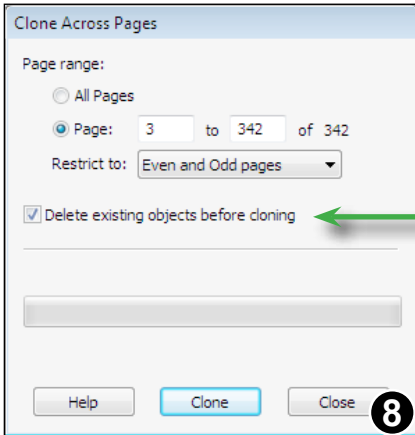 Clone Across Pages
Page range:
All Pages
Page: 3 to 342 of 342
Restrict to: Even and Odd pages
Delete existing objects before cloning
Help Clone Close
8